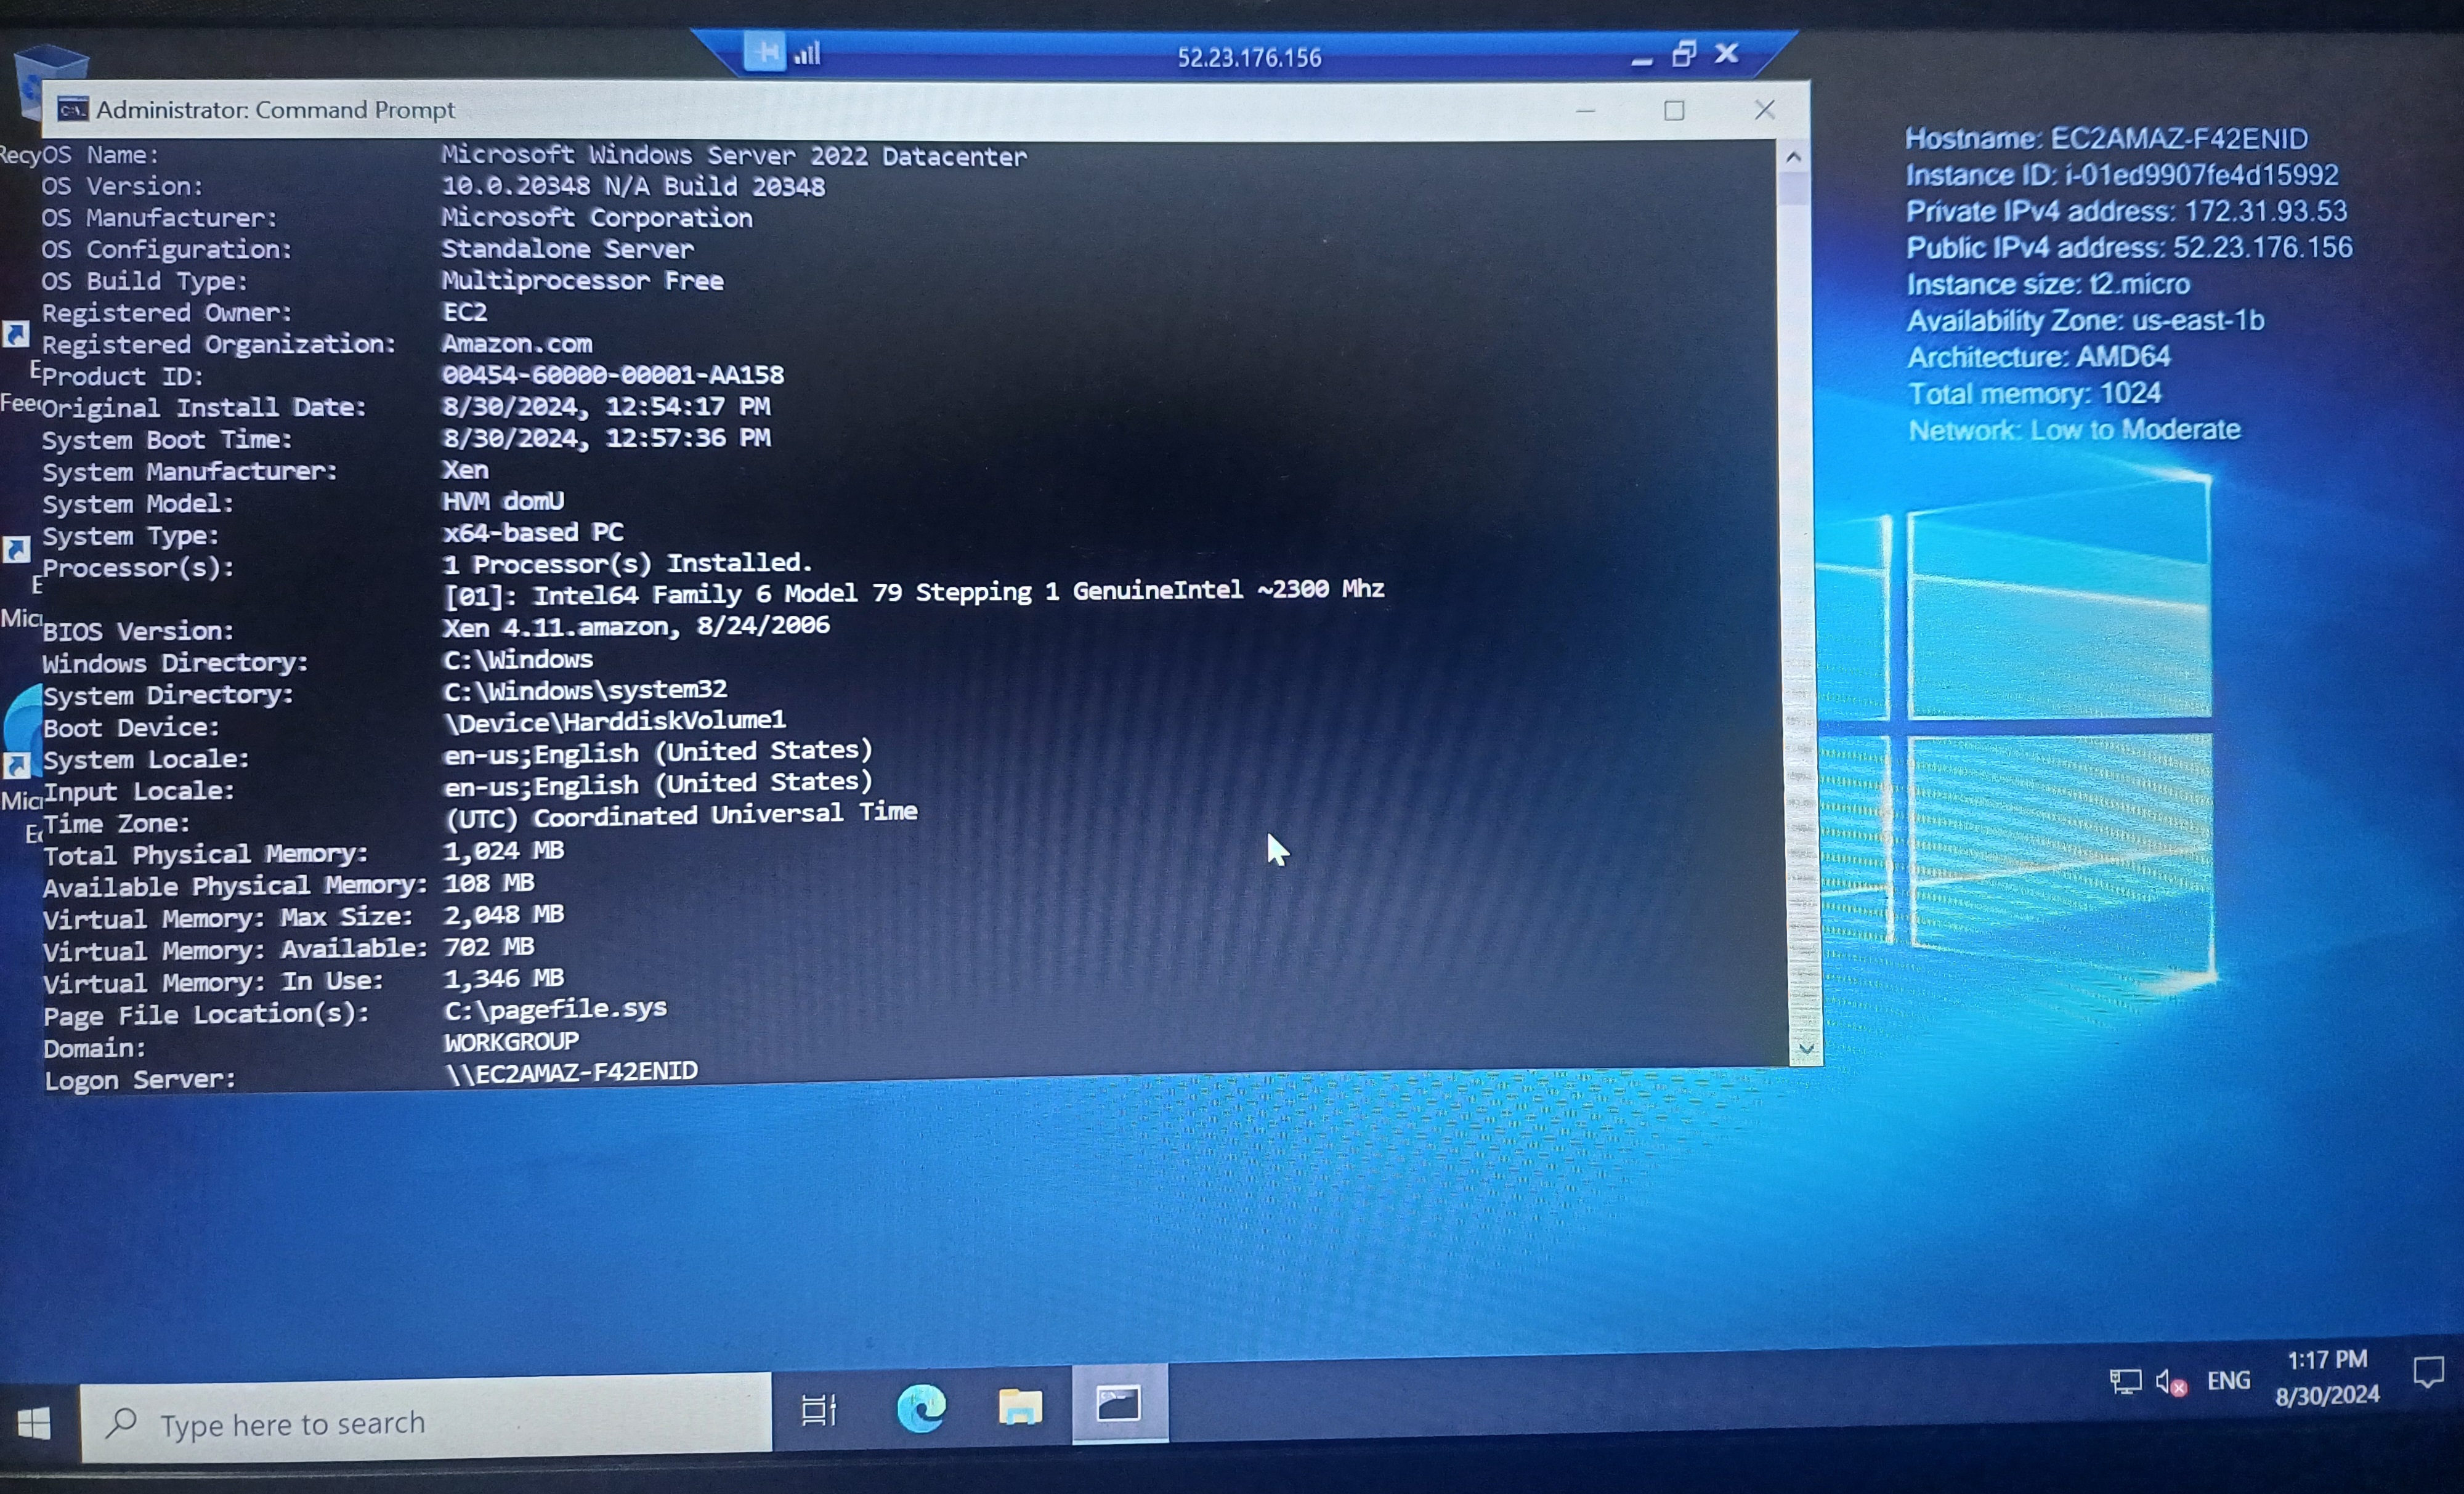 52.23.176.156
Administrator: Command Prompt
OS Name: Microsoft Windows Server 2022 Datacenter
OS Version: 10.0.20348 N/A Build 20348
OS Manufacturer: Microsoft Corporation
OS Configuration: Standalone Server
OS Build Type: Multiprocessor Free
Registered Owner: EC2
Registered Organization: Amazon.com
Product ID: 00454-60000-00001-AA158
Original Install Date: 8/30/2024, 12:54:17 PM
System Boot Time: 8/30/2024, 12:57:36 PM
System Manufacturer: Xen
System Model: HVM domU
System Type: x64-based PC
Processor(s): 1 Processor(s) Installed.
[01]: Intel64 Family 6 Model 79 Stepping 1 GenuineIntel ~2300 Mhz
BIOS Version: Xen 4.11.amazon, 8/24/2006
Windows Directory: C:\Windows
System Directory: C:\Windows\system32
Boot Device: \Device\HarddiskVolume1
System Locale: en-us;English (United States)
Input Locale: en-us;English (United States)
Time Zone: (UTC) Coordinated Universal Time
Total Physical Memory: 1,024 MB
Available Physical Memory: 108 MB
Virtual Memory: Max Size: 2,048 MB
Virtual Memory: Available: 702 MB
Virtual Memory: In Use: 1,346 MB
Page File Location(s): C:\pagefile.sys
Domain: WORKGROUP
Logon Server: \\EC2AMAZ-F42ENID
Recy
E
Fee
E
Mic
Mic
E
Hostname: EC2AMAZ-F42ENID
Instance ID: i-01ed9907fe4d15992
Private IPv4 address: 172.31.93.53
Public IPv4 address: 52.23.176.156
Instance size: t2.micro
Availability Zone: us-east-1b
Architecture: AMD64
Total memory: 1024
Network: Low to Moderate
Type here to search
ENG
1:17 PM
8/30/2024